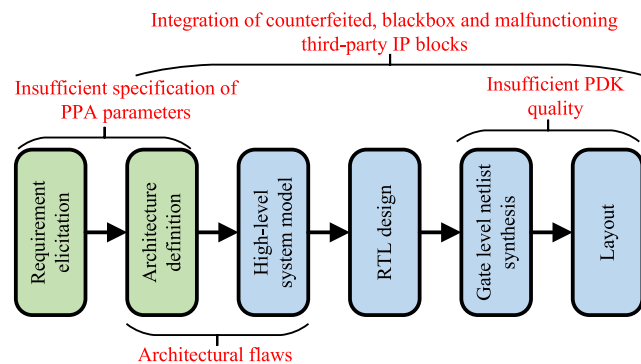 Integration of counterfeited, blackbox and malfunctioning
third-party IP blocks
Insufficient specification of
PPA parameters
Insufficient PDK
quality
Requirement
elicitation
Architecture
definition
High-level
system model
RTL design
Gate level netlist
synthesis
Layout
Architectural flaws